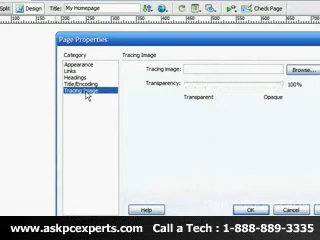 Split Design Title: My Homepage Check Page
Page Properties
Category Tracing Image
Appearance
Links
Headings
Title/Encoding
Tracing Image
Tracing image: Browse...
Transparency: 100%
Transparent Opaque
Help OK Cancel
www.askpcexperts.com Call a Tech : 1-888-889-3335